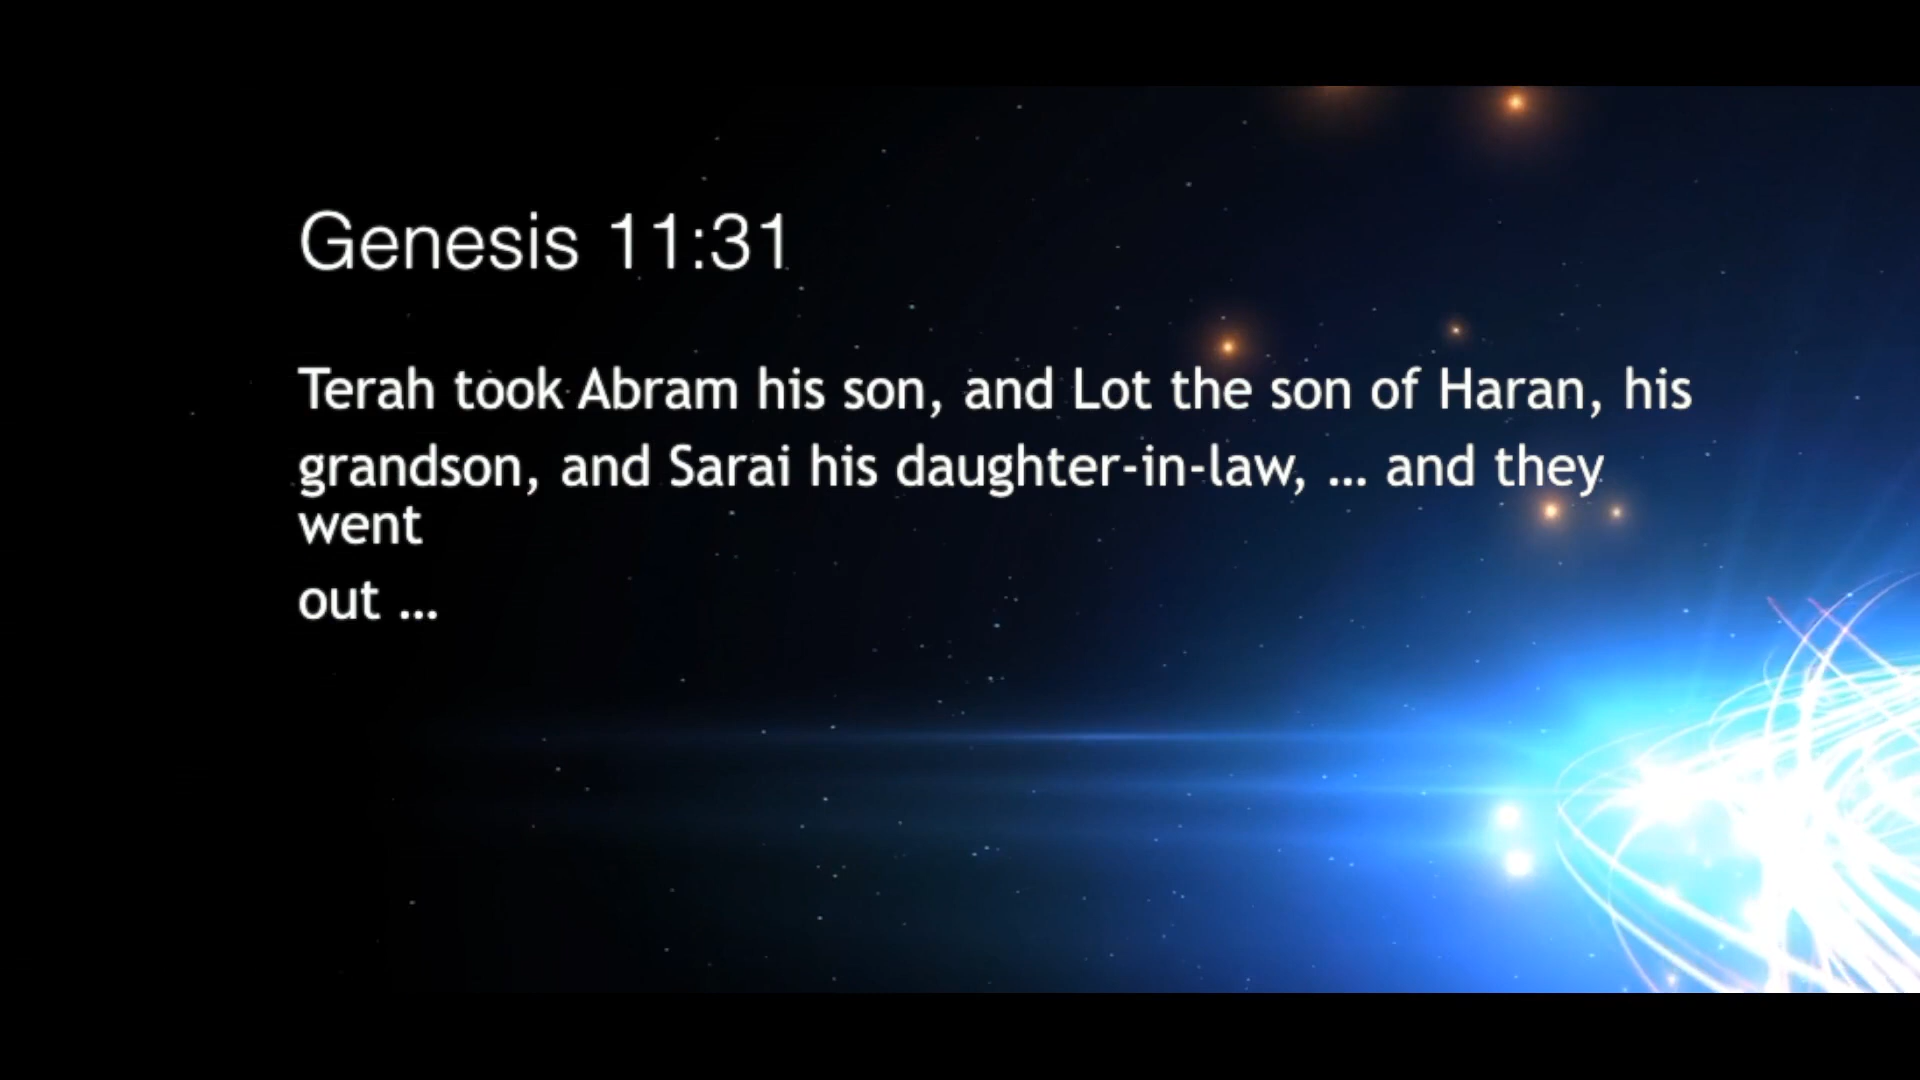 Genesis 11:31
Terah took Abram his son, and Lot the son of Haran, his
grandson, and Sarai his daughter-in-law, … and they
went
out …